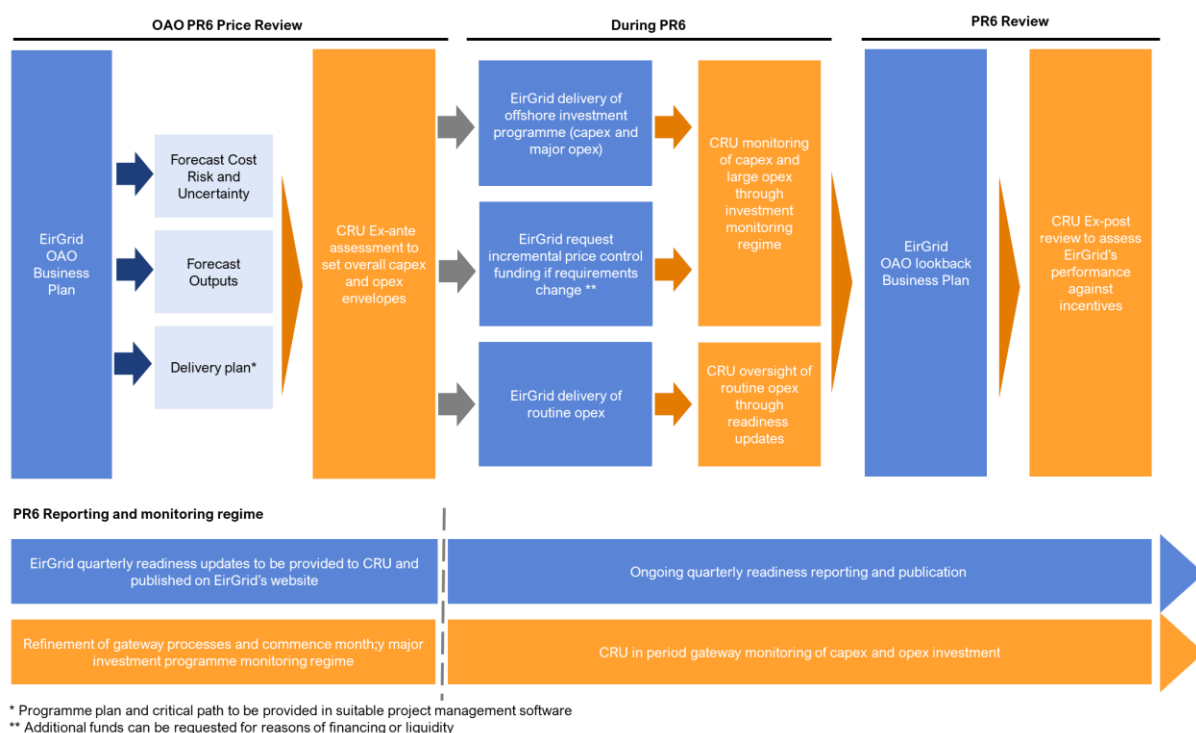 OAO PR6 Price Review
During PR6
PR6 Review
EirGrid
OAO
Business
Plan
Forecast Cost
Risk and
Uncertainty
Forecast
Outputs
Delivery plan*
CRU Ex-ante
assessment to
set overall capex
and opex
envelopes
EirGrid delivery of
offshore investment
programme (capex and
major opex)
EirGrid request
incremental price control
funding if requirements
change **
EirGrid delivery of
routine opex
CRU monitoring
of capex and
large opex
through
investment
monitoring
regime
CRU oversight of
routine opex
through
readiness
updates
EirGrid
OAO lookback
Business Plan
CRU Ex-post
review to assess
EirGrid's
performance
against
incentives
PR6 Reporting and monitoring regime
EirGrid quarterly readiness updates to be provided to CRU and
published on EirGrid's website
Ongoing quarterly readiness reporting and publication
Refinement of gateway processes and commence month;y major
investment programme monitoring regime
CRU in period gateway monitoring of capex and opex investment
* Programme plan and critical path to be provided in suitable project management software
** Additional funds can be requested for reasons of financing or liquidity